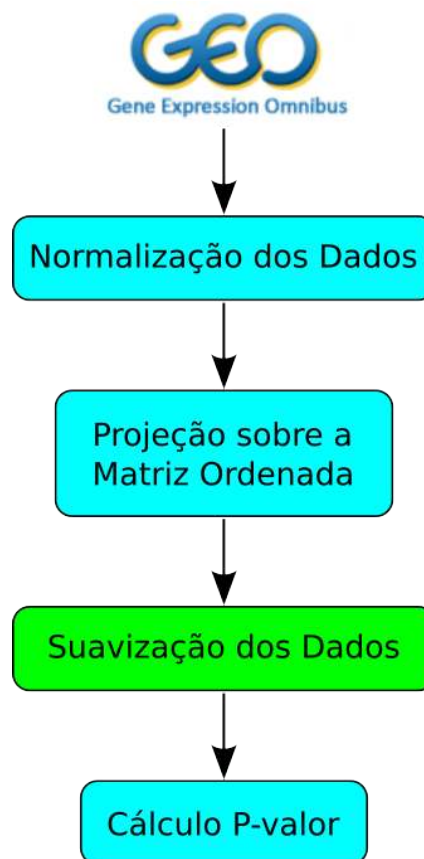 GEO
Gene Expression Omnibus
Normalização dos Dados
Projeção sobre a
Matriz Ordenada
Suavização dos Dados
Cálculo P-valor